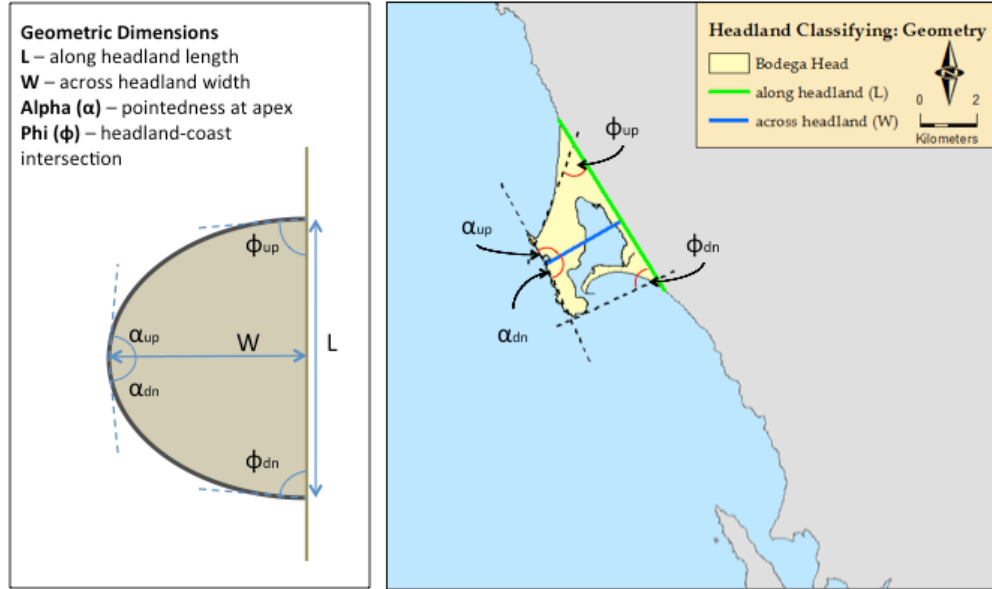 Geometric Dimensions
L – along headland length
W – across headland width
Alpha (α) – pointedness at apex
Phi (ϕ) – headland-coast
intersection
ϕup
αup
W
L
αdn
ϕdn
Headland Classifying: Geometry
Bodega Head
along headland (L)
across headland (W)
N
0 2
Kilometers
ϕup
αup
ϕdn
αdn